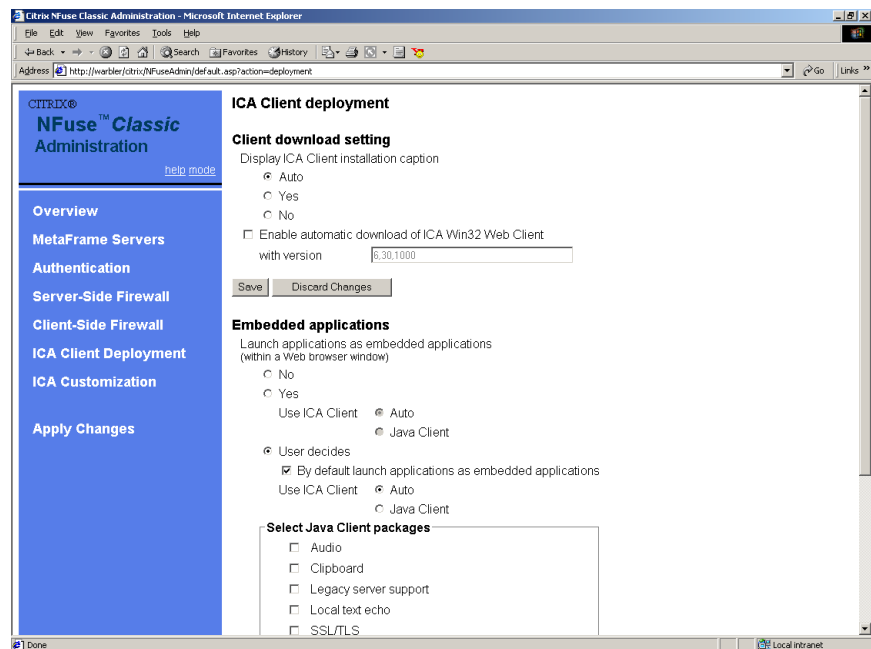 Citrix NFuse Classic Administration - Microsoft Internet Explorer
File Edit View Favorites Tools Help
Back Search Favorites History
Address http://warbler/citrix/NFuseAdmin/default.asp?action=deployment Go Links »
CITRIX®
NFuse™ Classic
Administration
help mode
Overview
MetaFrame Servers
Authentication
Server-Side Firewall
Client-Side Firewall
ICA Client Deployment
ICA Customization
Apply Changes
ICA Client deployment
Client download setting
Display ICA Client installation caption
Auto
Yes
No
Enable automatic download of ICA Win32 Web Client
with version 6,30,1000
Save Discard Changes
Embedded applications
Launch applications as embedded applications
(within a Web browser window)
No
Yes
Use ICA Client Auto
Java Client
User decides
By default launch applications as embedded applications
Use ICA Client Auto
Java Client
Select Java Client packages
Audio
Clipboard
Legacy server support
Local text echo
SSL/TLS
Done Local intranet